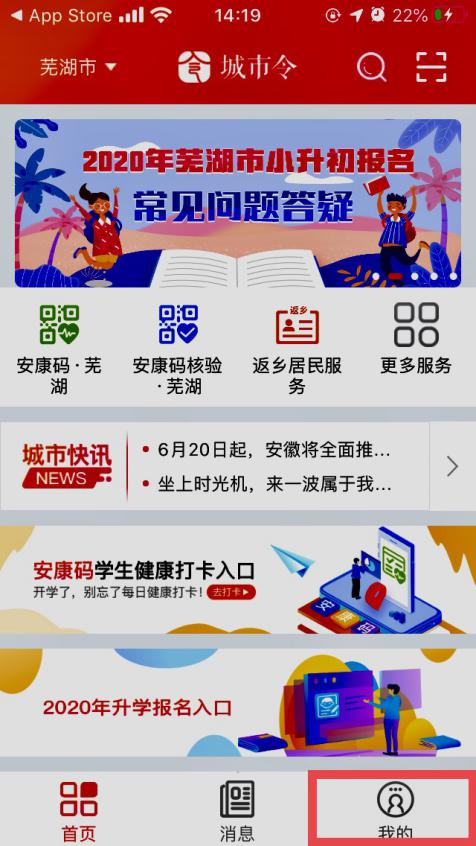 App Store 14:19 22%
芜湖市 城市令
2020年芜湖市小升初报名
常见问题答疑
安康码·芜湖
安康码核验·芜湖
返乡
返乡居民服务
更多服务
城市快讯
NEWS
6月20日起，安徽将全面推...
坐上时光机，来一波属于我...
安康码学生健康打卡入口
开学了，别忘了每日健康打卡！ 去打卡
2020年升学报名入口
首页 消息 我的